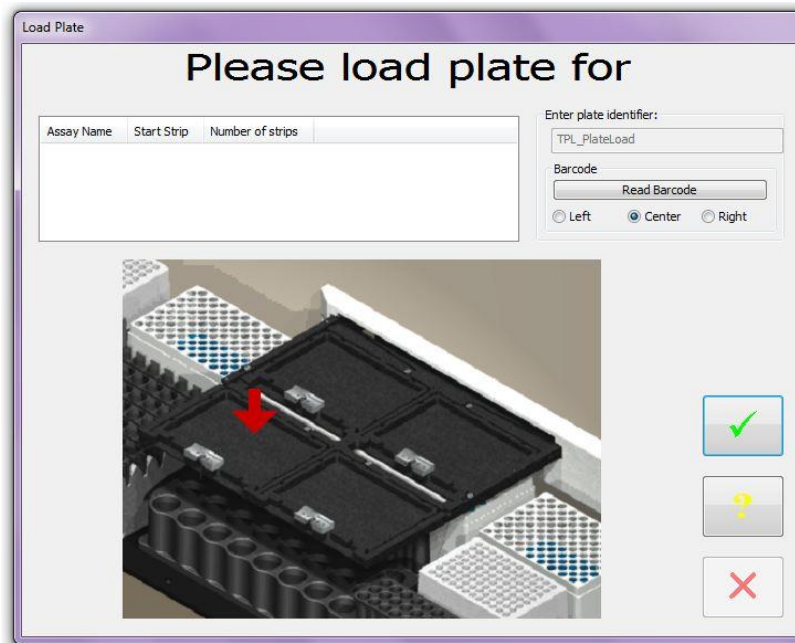 Load Plate
Please load plate for
Assay Name Start Strip Number of strips
Enter plate identifier:
TPL_PlateLoad
Barcode
Read Barcode
Left Center Right
?